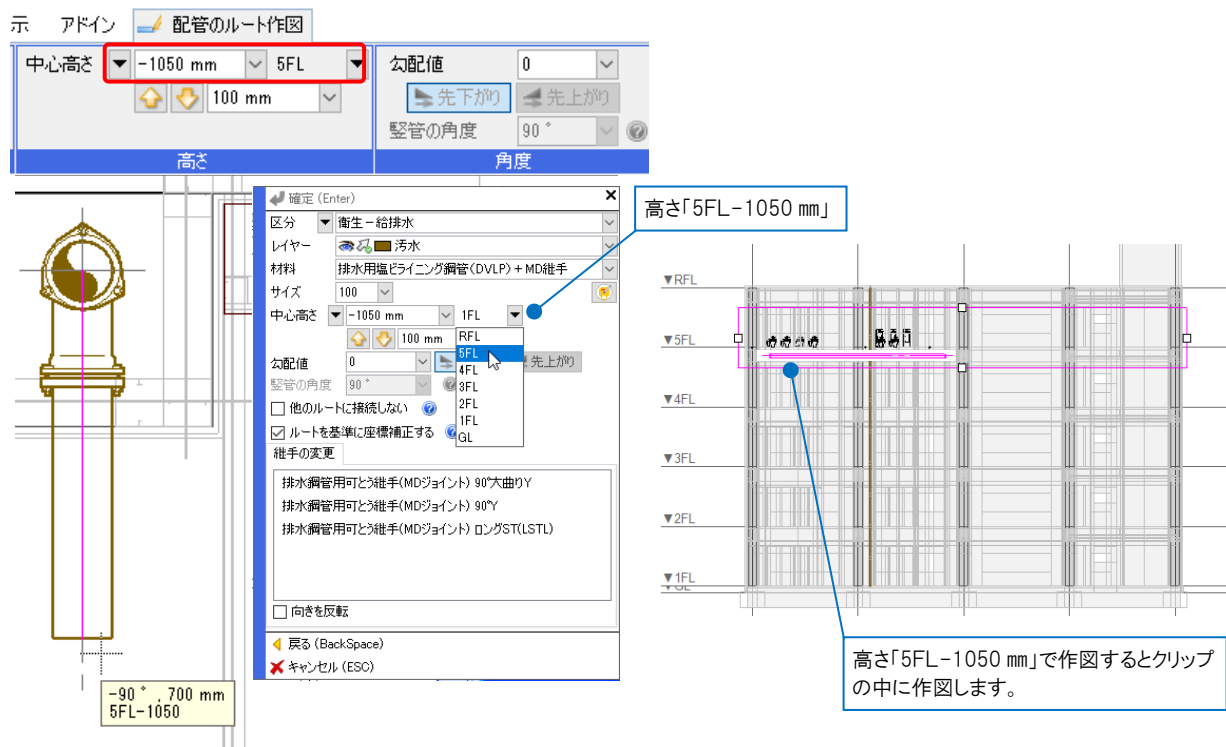 示 アドイン 配管のルート作図
中心高さ -1050 mm 5FL
100 mm
高さ
勾配値 0
先下がり 先上がり
竪管の角度 90 °
角度
確定 (Enter)
区分 衛生－給排水
レイヤー 汚水
材料 排水用塩ビライニング鋼管(DVLP)+MD継手
サイズ 100
中心高さ -1050 mm 1FL
100 mm
勾配値 0 先上がり
竪管の角度 90 °
RFL
5FL
4FL
3FL
2FL
1FL
GL
他のルートに接続しない
ルートを基準に座標補正する
継手の変更
排水鋼管用可とう継手(MDジョイント) 90°大曲りY
排水鋼管用可とう継手(MDジョイント) 90°Y
排水鋼管用可とう継手(MDジョイント) ロングST(LSTL)
向きを反転
戻る (BackSpace)
キャンセル (ESC)
-90 ° , 700 mm
5FL-1050
高さ「5FL-1050 ㎜」
▼RFL
▼5FL
▼4FL
▼3FL
▼2FL
▼1FL
▼GL
高さ「5FL-1050 ㎜」で作図するとクリップ
の中に作図します。